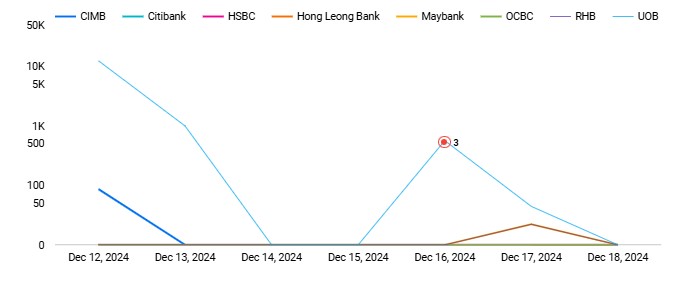 CIMB Citibank HSBC Hong Leong Bank Maybank OCBC RHB UOB
50K
10K
5K
1K
500
3
100
50
0
Dec 12, 2024 Dec 13, 2024 Dec 14, 2024 Dec 15, 2024 Dec 16, 2024 Dec 17, 2024 Dec 18, 2024